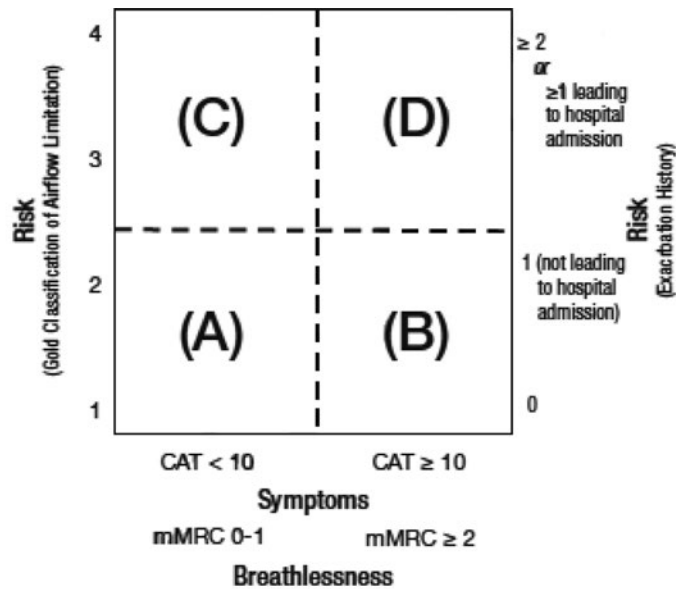 Risk
(Gold Classification of Airflow Limitation)
4
3
2
1
(C)
(D)
(A)
(B)
≥ 2
or
≥1 leading
to hospital
admission
1 (not leading
to hospital
admission)
0
Risk
(Exacrbation History)
CAT < 10
CAT ≥ 10
Symptoms
mMRC 0-1
mMRC ≥ 2
Breathlessness